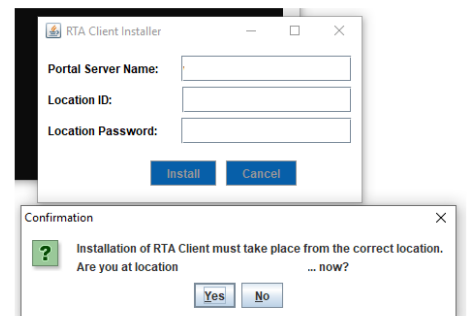 RTA Client Installer
Portal Server Name:
Location ID:
Location Password:
Install Cancel
Confirmation
Installation of RTA Client must take place from the correct location.
Are you at location ... now?
Yes No